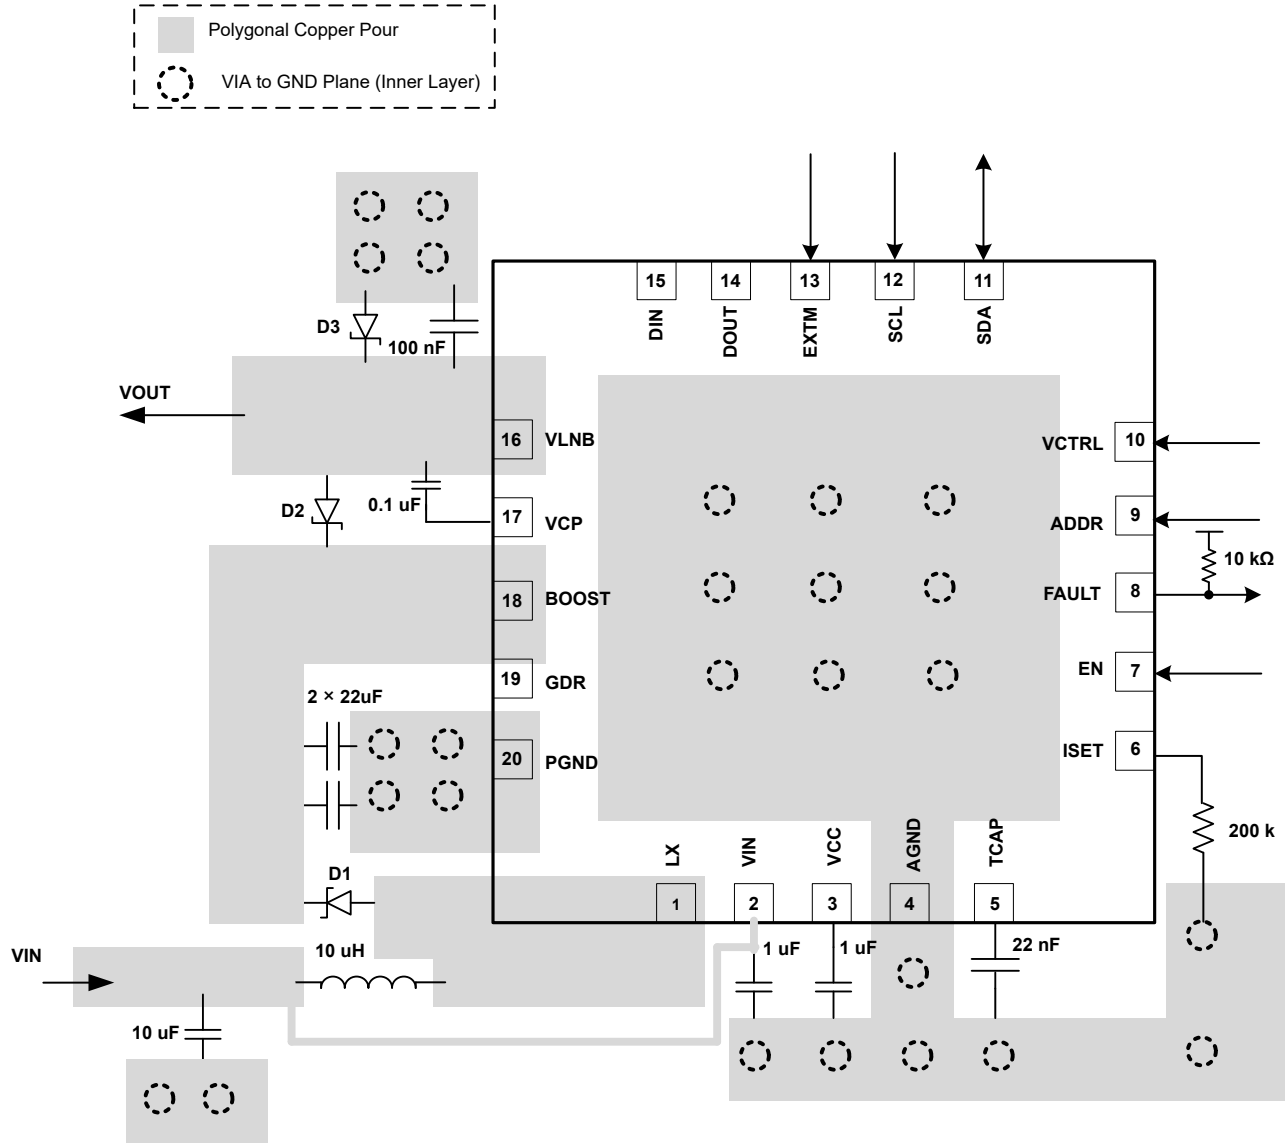 Polygonal Copper Pour
VIA to GND Plane (Inner Layer)
15
14
13
12
11
DIN
DOUT
EXTM
SCL
SDA
D3
100 nF
VOUT
16
VLNB
VCTRL
10
D2
0.1 uF
17
VCP
ADDR
9
10 kΩ
18
BOOST
FAULT
8
19
GDR
EN
7
2 × 22uF
20
PGND
ISET
6
200 k
LX
VIN
VCC
AGND
TCAP
D1
1
2
3
4
5
VIN
10 uH
1 uF
1 uF
22 nF
10 uF